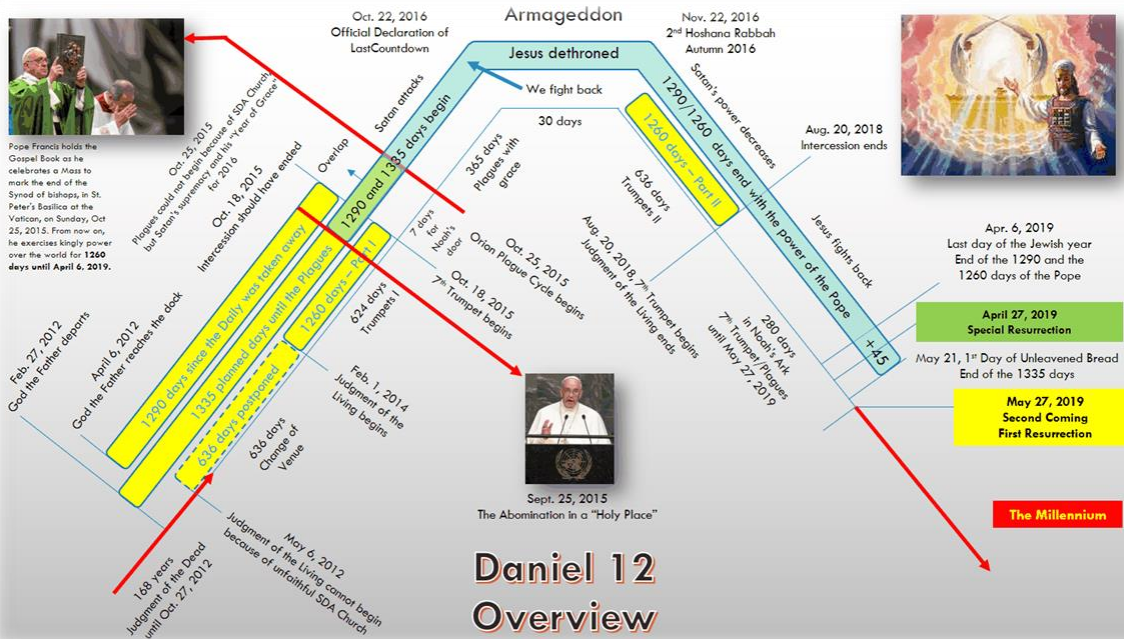 Oct. 22, 2016
Official Declaration of
LastCountdown
Armageddon
Nov. 22, 2016
2nd Hoshana Rabbah
Autumn 2016
Jesus dethroned
We fight back
30 days
Pope Francis holds the
Gospel Book as he
celebrates a Mass to
mark the end of the
Synod of bishops, in St.
Peter's Basilica at the
Vatican, on Sunday, Oct
25, 2015. From now on,
he exercises kingly power
over the world for 1260
days until April 6, 2019.
Oct. 25, 2015
Plagues could not begin because of SDA Church,
but Satan's supremacy and his "Year of Grace"
for 2016
Oct. 18, 2015
Intercession should have ended
Overlap
Satan attacks
1290 and 1335 days begin
365 days
Plagues with
grace
7 days
for
Noah's
door
Oct. 25, 2015
Orion Plague Cycle begins
Oct. 18, 2015
7th Trumpet begins
Feb. 27, 2012
God the Father departs
April 6, 2012
God the Father reaches the dock
1290 days since the Daily was taken away
1335 planned days until the Plagues
636 days postponed
1260 days – Part I
624 days
Trumpets I
Feb. 1, 2014
Judgment of the
Living begins
636 days
Change of
Venue
May 6, 2012
Judgment of the Living cannot begin
because of unfaithful SDA Church
168 years
Judgment of the Dead
until Oct. 27, 2012
Sept. 25, 2015
The Abomination in a "Holy Place"
Daniel 12
Overview
1260 days – Part II
636 days
Trumpets II
1290/1260 days end with the power of the Pope
+45
Satan's power decreases
Aug. 20, 2018
Intercession ends
Jesus fights back
Aug. 20, 2018, 7th Trumpet begins
Judgment of the Living ends
280 days
in Noah's Ark
7th Trumpet/Plagues
until May 27, 2019
Apr. 6, 2019
Last day of the Jewish year
End of the 1290 and the
1260 days of the Pope
April 27, 2019
Special Resurrection
May 21, 1st Day of Unleavened Bread
End of the 1335 days
May 27, 2019
Second Coming
First Resurrection
The Millennium